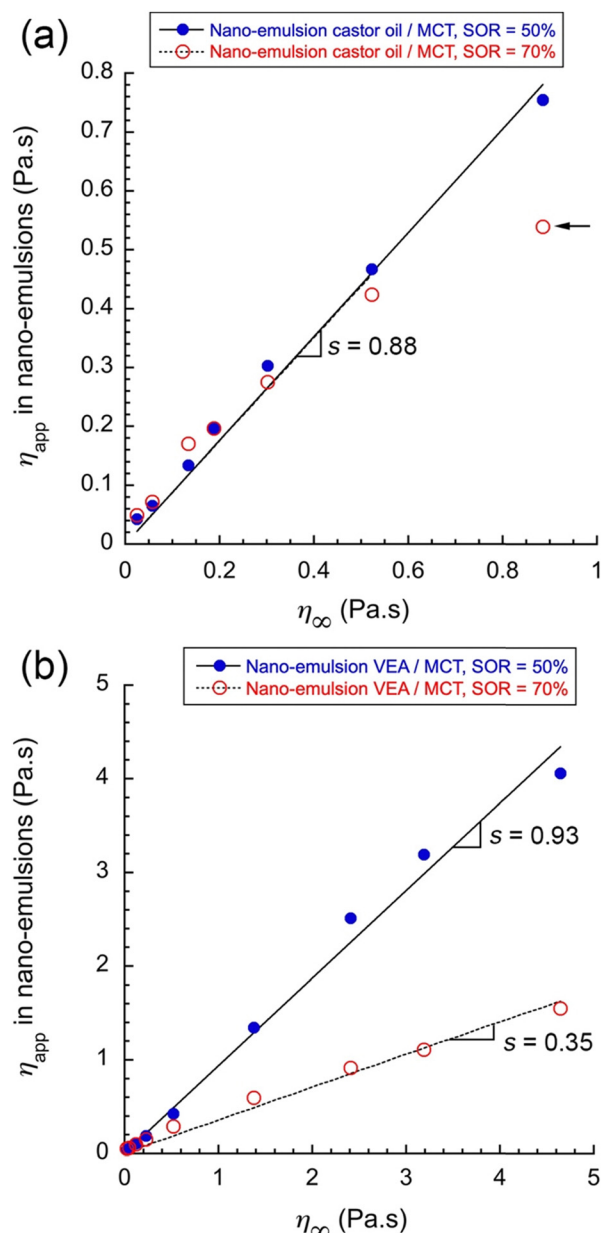 (a)
Nano-emulsion castor oil / MCT, SOR = 50%
Nano-emulsion castor oil / MCT, SOR = 70%
0.8
0.7
0.6
0.5
0.4
0.3
0.2
0.1
0
ηapp in nano-emulsions (Pa.s)
s = 0.88
0 0.2 0.4 0.6 0.8 1
η∞ (Pa.s)
(b)
Nano-emulsion VEA / MCT, SOR = 50%
Nano-emulsion VEA / MCT, SOR = 70%
5
4
3
2
1
0
ηapp in nano-emulsions (Pa.s)
s = 0.93
s = 0.35
0 1 2 3 4 5
η∞ (Pa.s)